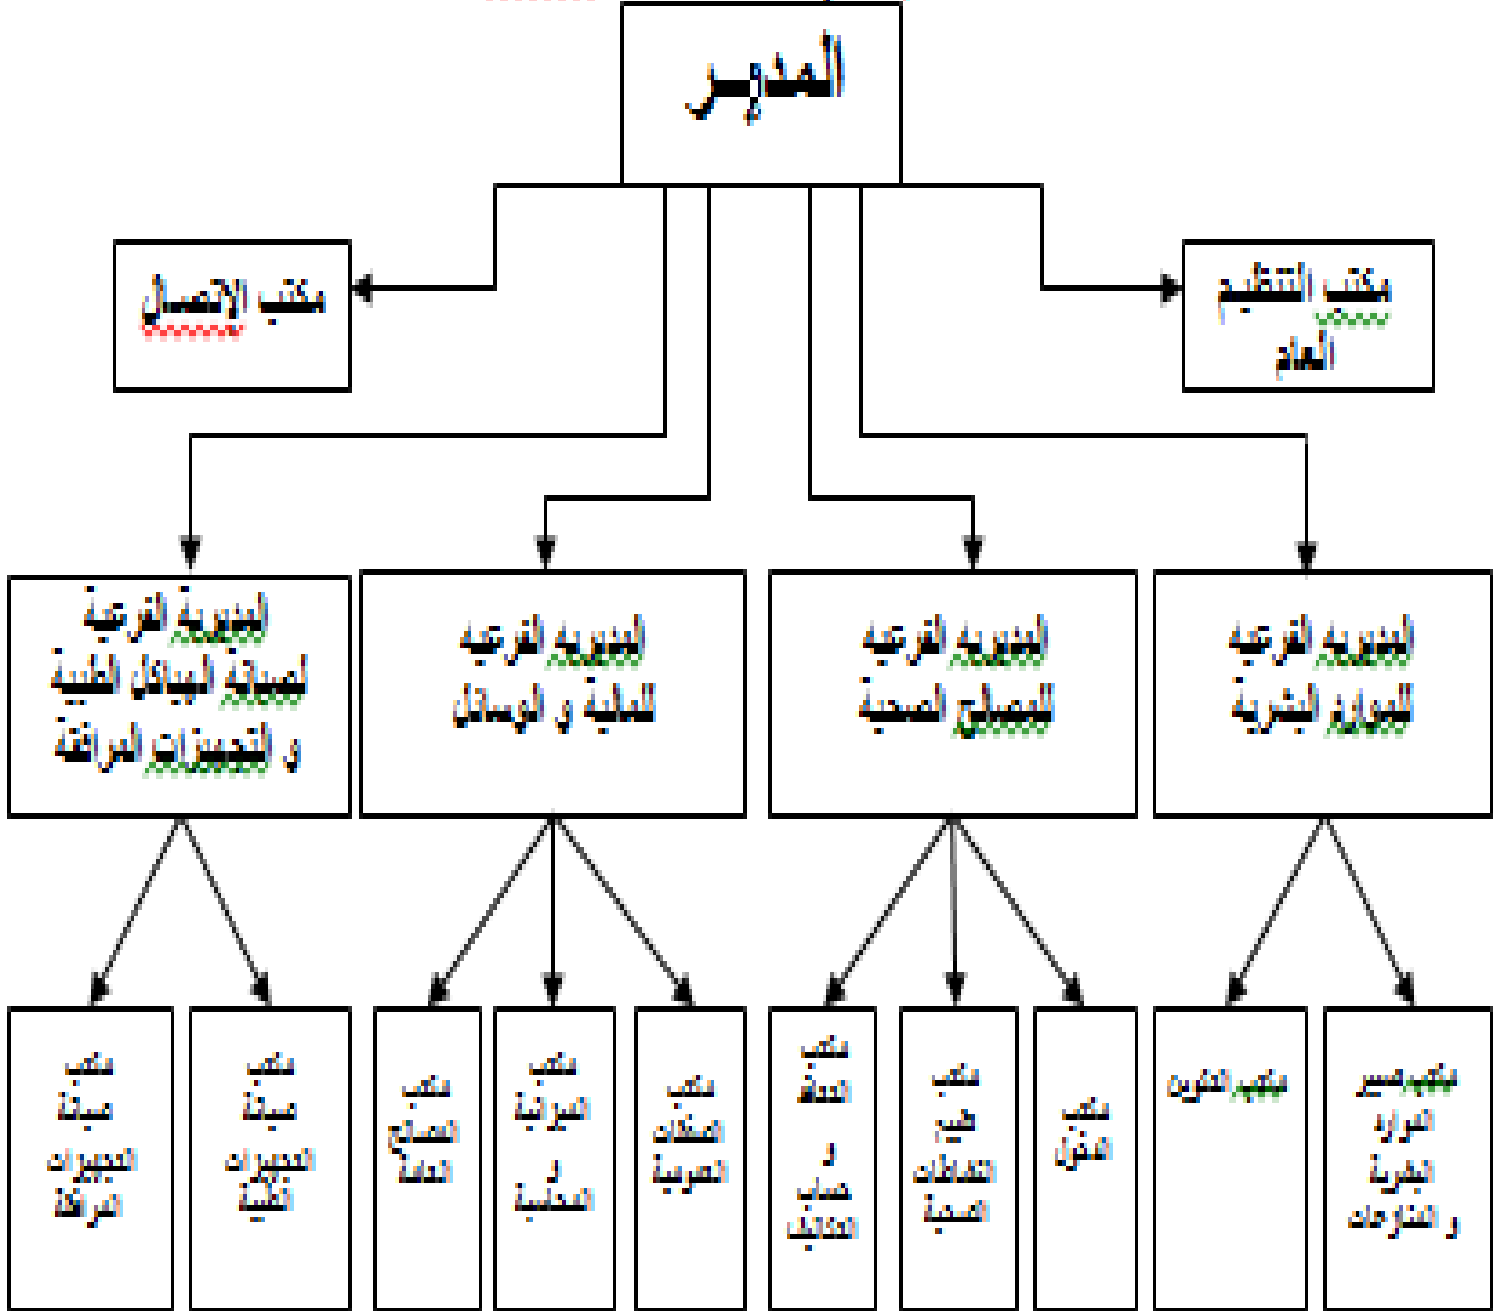 المدير
مكتب التنظيم
العام
مكتب الإتصال
المديرية الفرعية
للموارد البشرية
المديرية الفرعية
للمصالح الصحية
المديرية الفرعية
للمالية و الوسائل
المديرية الفرعية
لصيانة الهياكل الطبية
و التجهيزات المرافقة
مكتب تسيير
الموارد
البشرية
و المنازعات
مكتب التكوين
مكتب
الدخول
مكتب
تقييم
النشاطات
الصحية
مكتب
التعاقد
و
حساب
التكاليف
مكتب
الصفقات
العمومية
مكتب
الميزانية
و
المحاسبة
مكتب
المصالح
العامة
مكتب
صيانة
التجهيزات
الطبية
مكتب
صيانة
التجهيزات
المرافقة